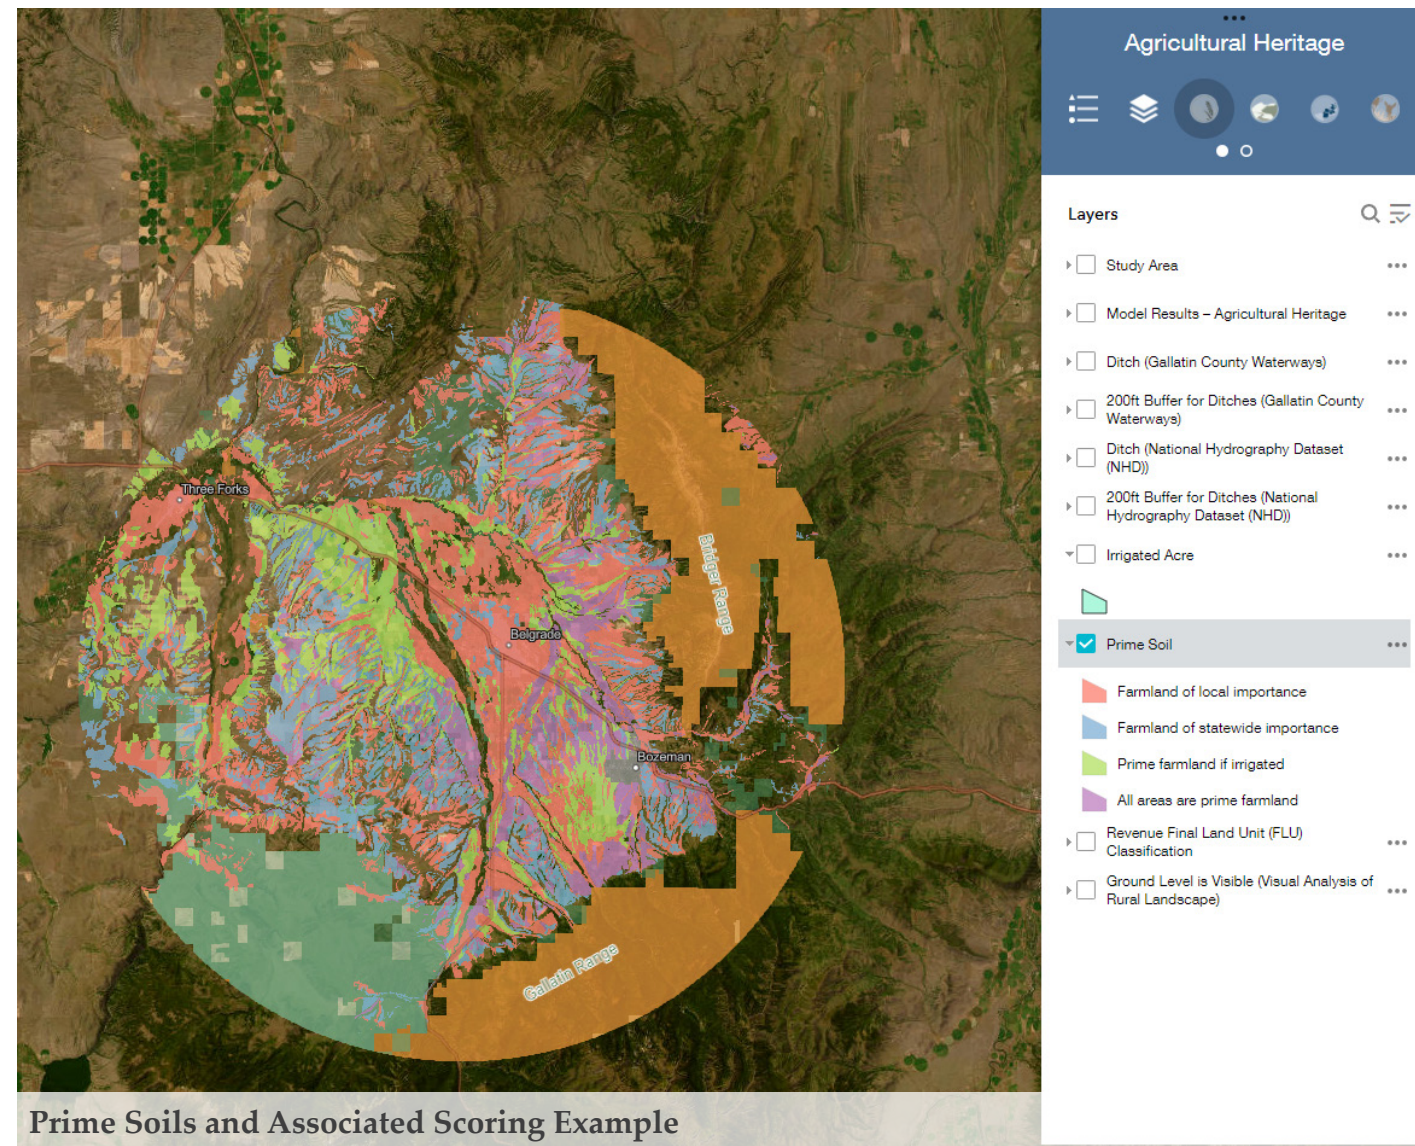 Three Forks
Belgrade
Bozeman
Bridger Range
Gallatin Range
Prime Soils and Associated Scoring Example
Agricultural Heritage
Layers
Study Area
Model Results – Agricultural Heritage
Ditch (Gallatin County Waterways)
200ft Buffer for Ditches (Gallatin County
Waterways)
Ditch (National Hydrography Dataset
(NHD))
200ft Buffer for Ditches (National
Hydrography Dataset (NHD))
Irrigated Acre
Prime Soil
Farmland of local importance
Farmland of statewide importance
Prime farmland if irrigated
All areas are prime farmland
Revenue Final Land Unit (FLU)
Classification
Ground Level is Visible (Visual Analysis of
Rural Landscape)